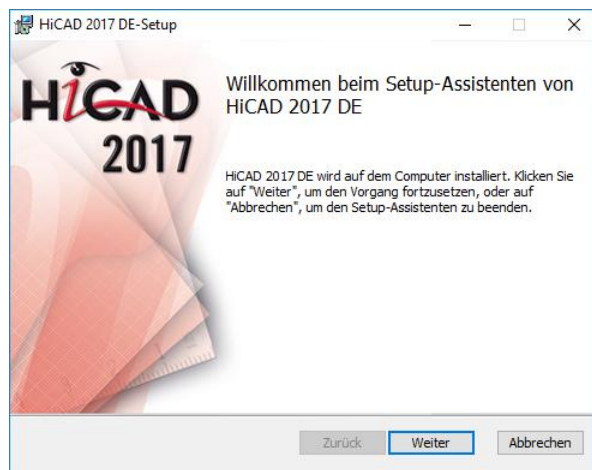 HiCAD 2017 DE-Setup
HiCAD
2017
Willkommen beim Setup-Assistenten von
HiCAD 2017 DE
HiCAD 2017 DE wird auf dem Computer installiert. Klicken Sie
auf "Weiter", um den Vorgang fortzusetzen, oder auf
"Abbrechen", um den Setup-Assistenten zu beenden.
Zurück Weiter Abbrechen